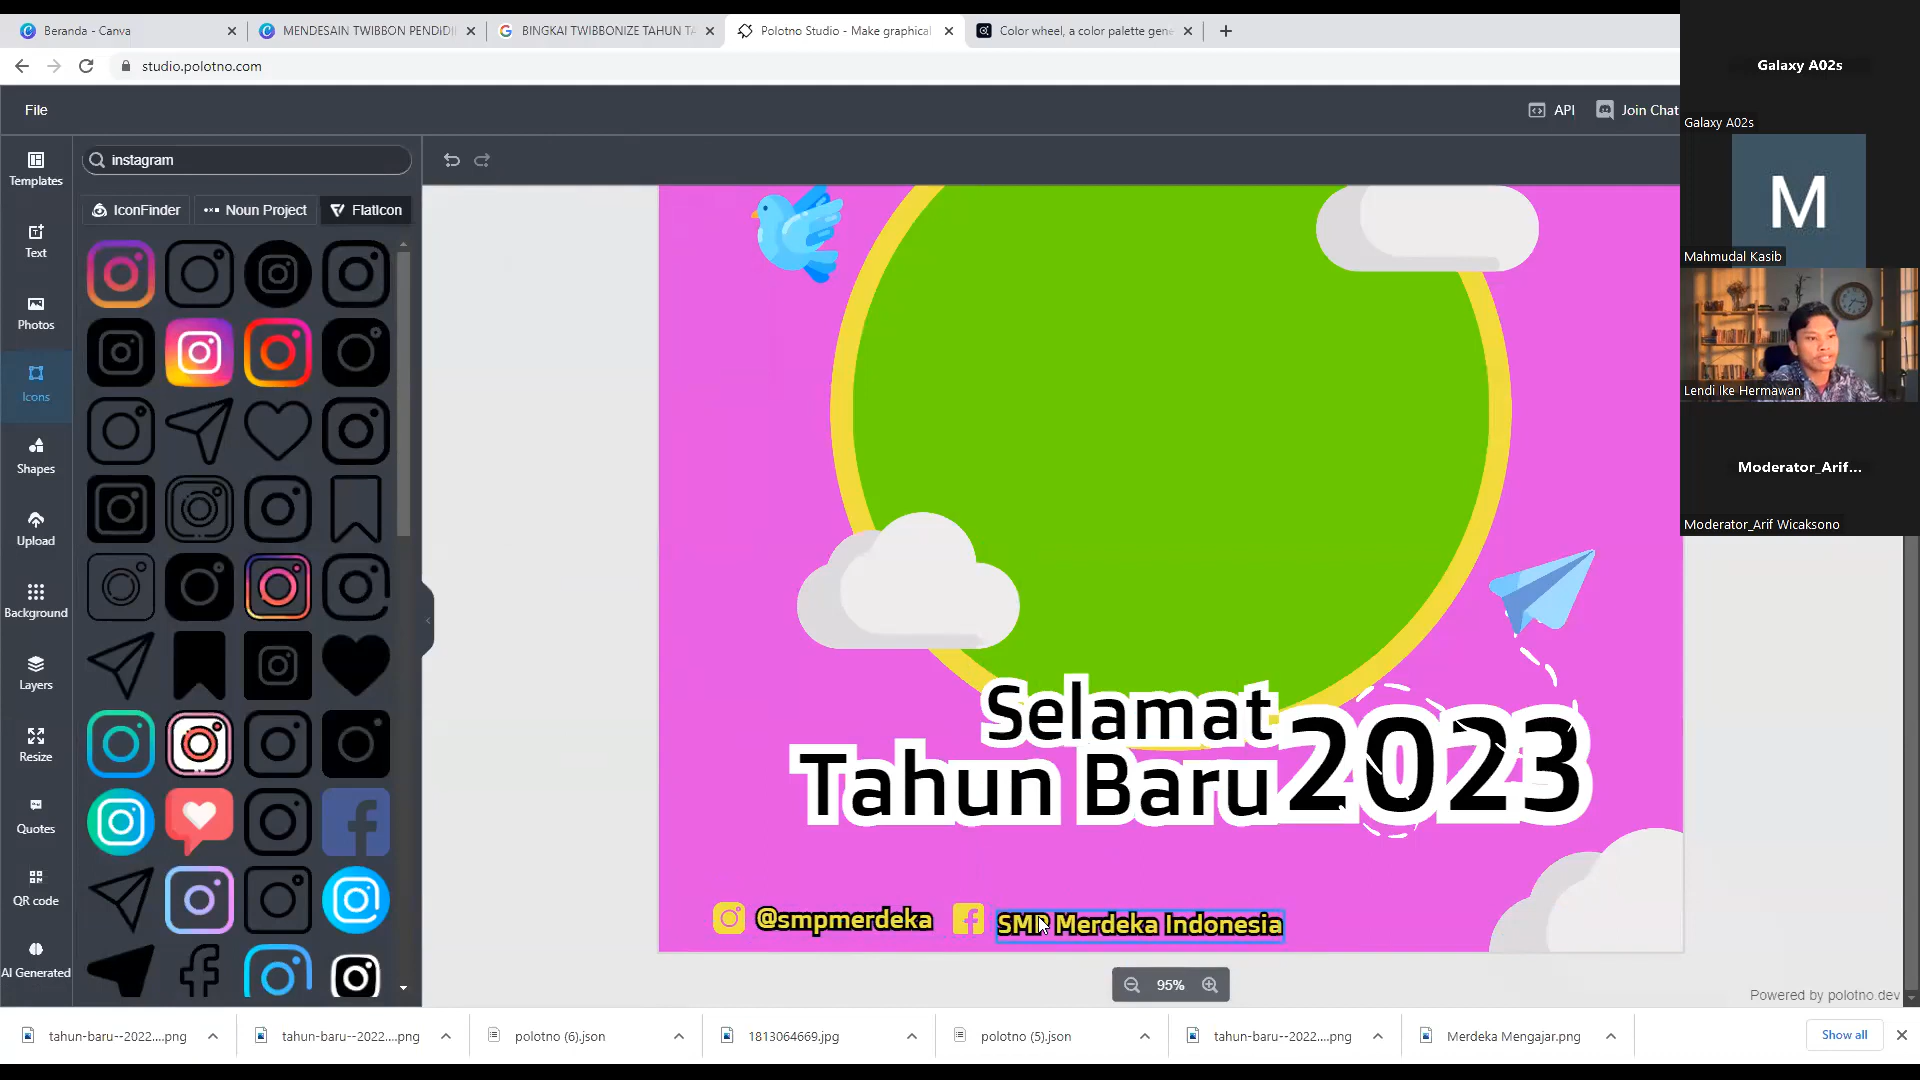 Beranda - Canva
MENDESAIN TWIBBON PENDIDI
BINGKAI TWIBBONIZE TAHUN T
Polotno Studio - Make graphical
Color wheel, a color palette gene
studio.polotno.com
File
API
Join Chat
Templates
Text
Photos
Icons
Shapes
Upload
Background
Layers
Resize
Quotes
QR code
AI Generated
instagram
IconFinder
Noun Project
FlatIcon
Selamat
Tahun Baru 2023
@smpmerdeka
SMP Merdeka Indonesia
95%
Powered by polotno.dev
Galaxy A02s
Galaxy A02s
M
Mahmudal Kasib
Lendi Ike Hermawan
Moderator_Arif...
Moderator_Arif Wicaksono
tahun-baru--2022....png
tahun-baru--2022....png
polotno (6).json
1813064669.jpg
polotno (5).json
tahun-baru--2022....png
Merdeka Mengajar.png
Show all